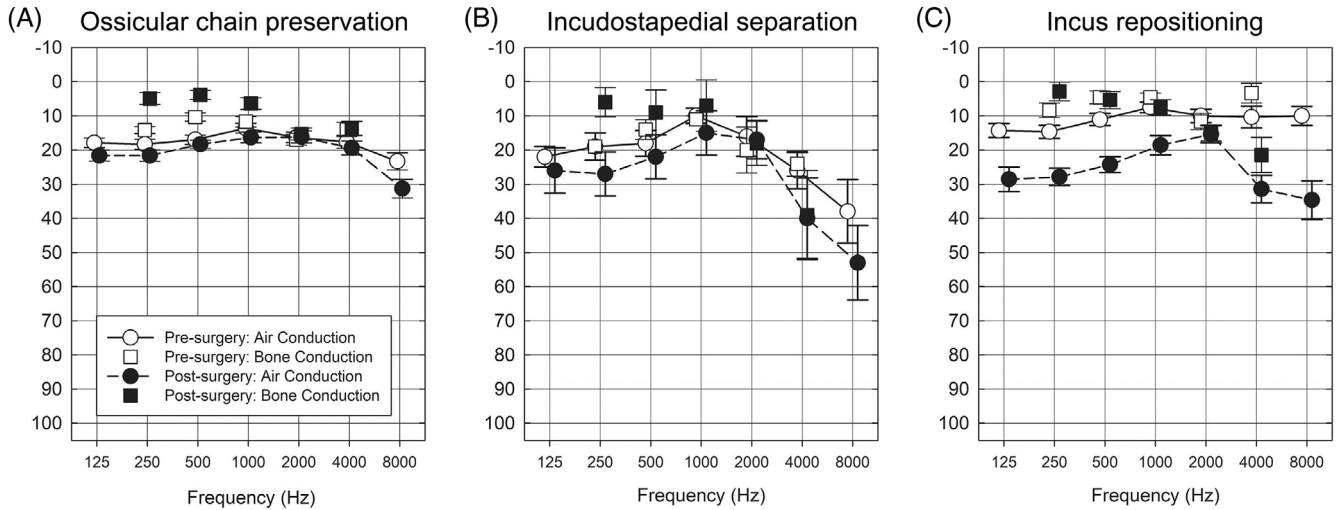 (A) Ossicular chain preservation
-10
0
10
20
30
40
50
60
70
80
90
100
Pre-surgery: Air Conduction
Pre-surgery: Bone Conduction
Post-surgery: Air Conduction
Post-surgery: Bone Conduction
125 250 500 1000 2000 4000 8000
Frequency (Hz)
(B) Incudostapedial separation
-10
0
10
20
30
40
50
60
70
80
90
100
125 250 500 1000 2000 4000 8000
Frequency (Hz)
(C) Incus repositioning
-10
0
10
20
30
40
50
60
70
80
90
100
125 250 500 1000 2000 4000 8000
Frequency (Hz)